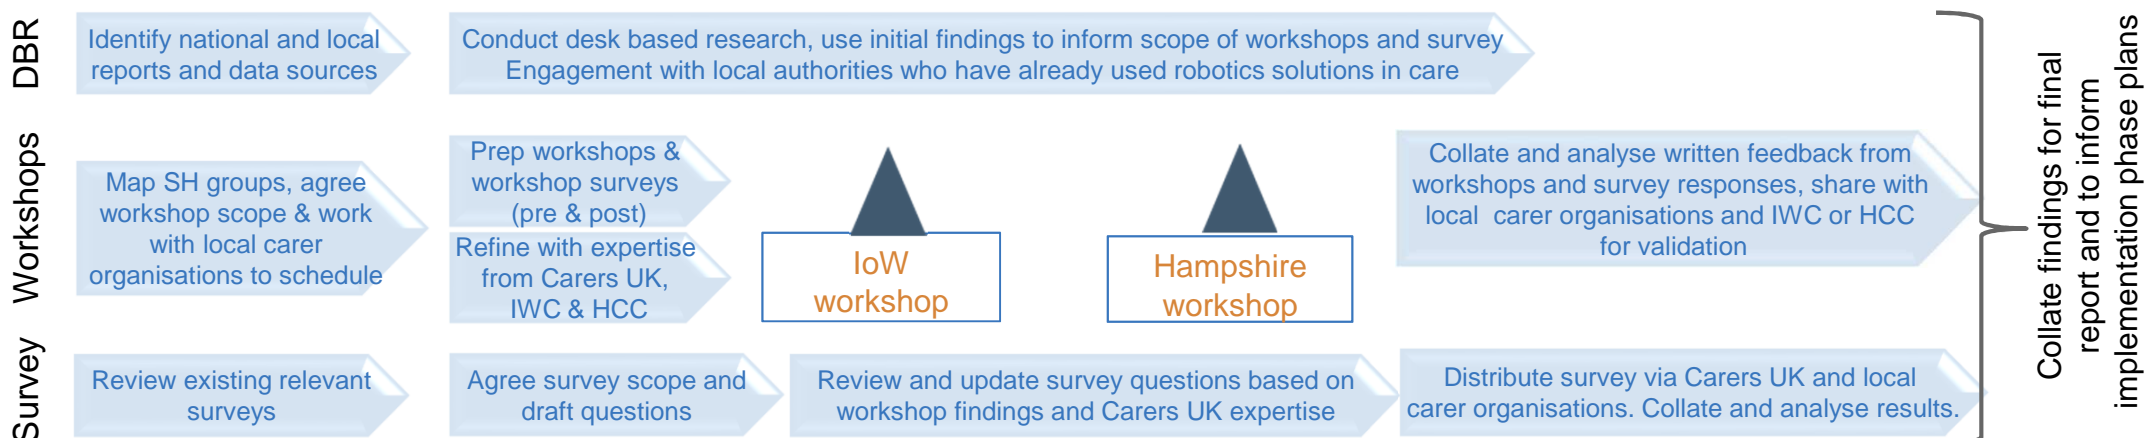 DBR
Identify national and local
reports and data sources
Conduct desk based research, use initial findings to inform scope of workshops and survey
Engagement with local authorities who have already used robotics solutions in care
Workshops
Map SH groups, agree
workshop scope & work
with local carer
organisations to schedule
Prep workshops &
workshop surveys
(pre & post)
Refine with expertise
from Carers UK,
IWC & HCC
IoW
workshop
Hampshire
workshop
Collate and analyse written feedback from
workshops and survey responses, share with
local carer organisations and IWC or HCC
for validation
Survey
Review existing relevant
surveys
Agree survey scope and
draft questions
Review and update survey questions based on
workshop findings and Carers UK expertise
Distribute survey via Carers UK and local
carer organisations. Collate and analyse results.
Collate findings for final
report and to inform
implementation phase plans